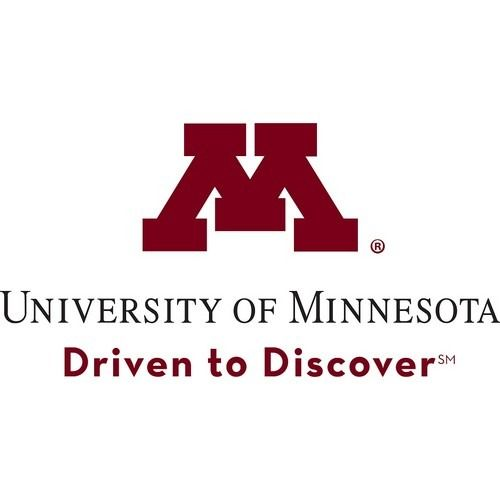 M®
UNIVERSITY OF MINNESOTA
Driven to Discover℠